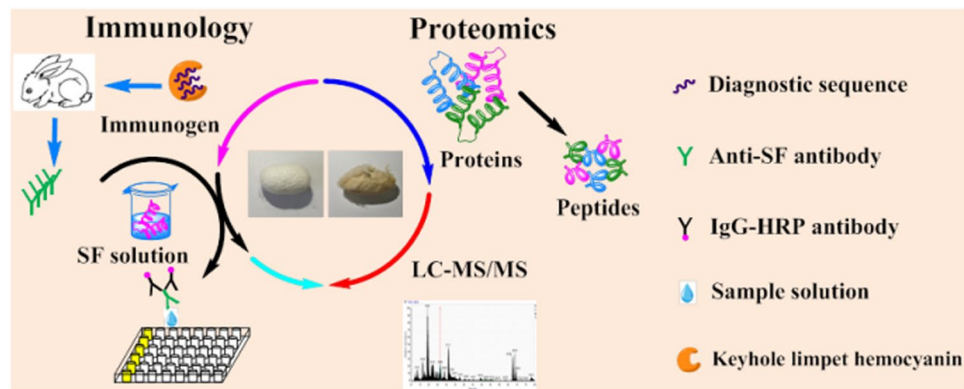 Immunology
Proteomics
Immunogen
Proteins
Peptides
SF solution
LC-MS/MS
Diagnostic sequence
Anti-SF antibody
IgG-HRP antibody
Sample solution
Keyhole limpet hemocyanin